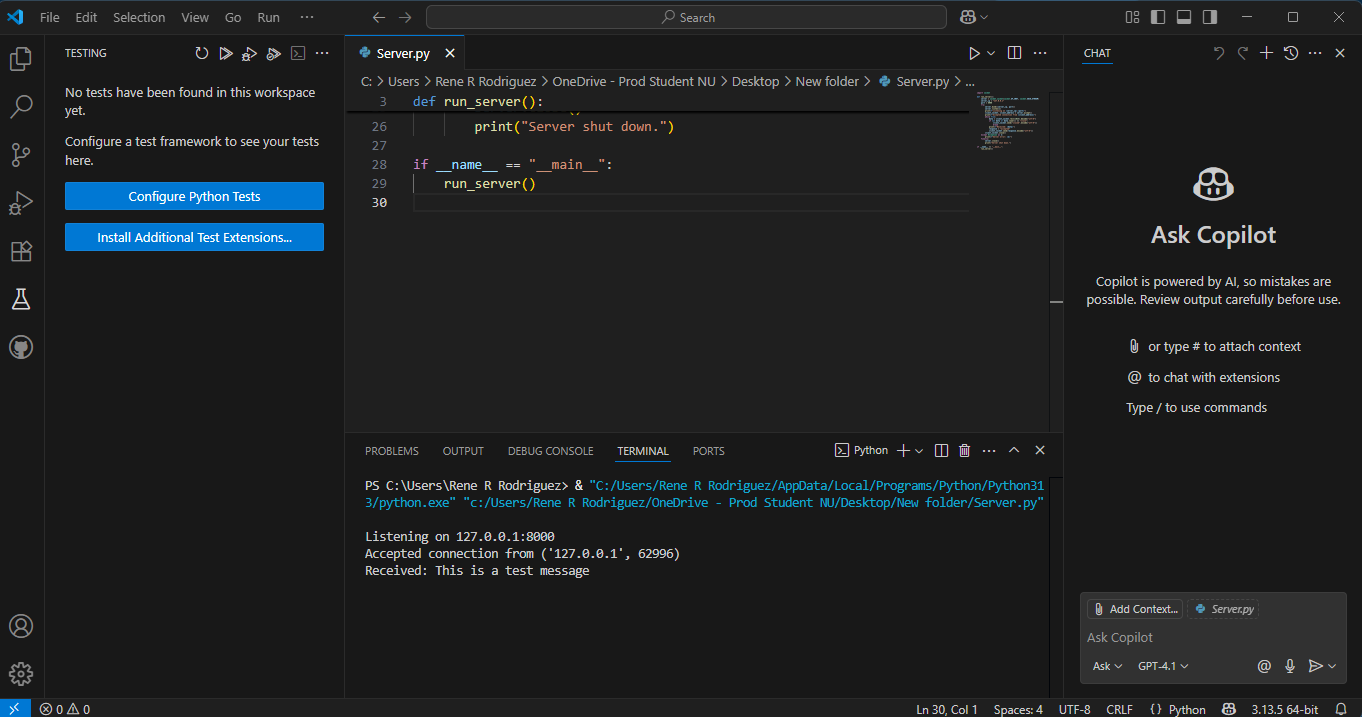 File Edit Selection View Go Run ···
Search
TESTING
No tests have been found in this workspace
yet.
Configure a test framework to see your tests
here.
Configure Python Tests
Install Additional Test Extensions...
Server.py
C: > Users > Rene R Rodriguez > OneDrive - Prod Student NU > Desktop > New folder > Server.py > ...
3 def run_server():
26 print("Server shut down.")
27
28 if __name__ == "__main__":
29 run_server()
30
PROBLEMS OUTPUT DEBUG CONSOLE TERMINAL PORTS
Python
PS C:\Users\Rene R Rodriguez> & "C:/Users/Rene R Rodriguez/AppData/Local/Programs/Python/Python31
3/python.exe" "c:/Users/Rene R Rodriguez/OneDrive - Prod Student NU/Desktop/New folder/Server.py"
Listening on 127.0.0.1:8000
Accepted connection from ('127.0.0.1', 62996)
Received: This is a test message
CHAT
Ask Copilot
Copilot is powered by AI, so mistakes are
possible. Review output carefully before use.
or type # to attach context
@ to chat with extensions
Type / to use commands
Add Context... Server.py
Ask Copilot
Ask GPT-4.1 @
0 0
Ln 30, Col 1 Spaces: 4 UTF-8 CRLF {} Python 3.13.5 64-bit